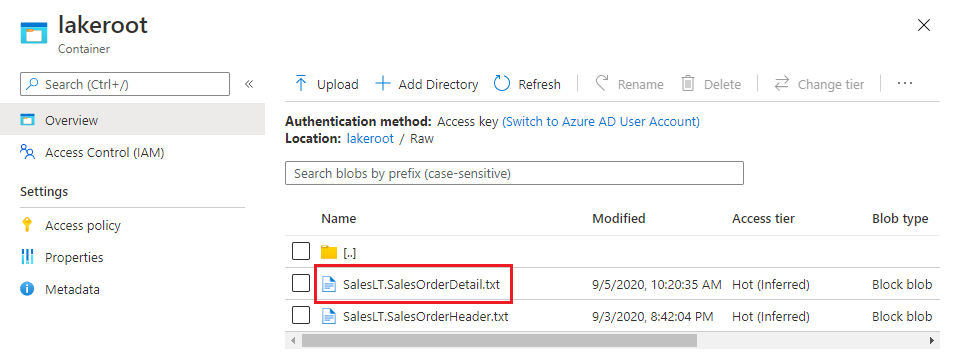 lakeroot
Container
Search (Ctrl+/)
«
Overview
Access Control (IAM)
Settings
Access policy
Properties
Metadata
Upload
Add Directory
Refresh
Rename
Delete
Change tier
...
Authentication method: Access key (Switch to Azure AD User Account)
Location: lakeroot / Raw
Search blobs by prefix (case-sensitive)
Name Modified Access tier Blob type
[..]
SalesLT.SalesOrderDetail.txt 9/5/2020, 10:20:35 AM Hot (Inferred) Block blob
SalesLT.SalesOrderHeader.txt 9/3/2020, 8:42:04 PM Hot (Inferred) Block blob